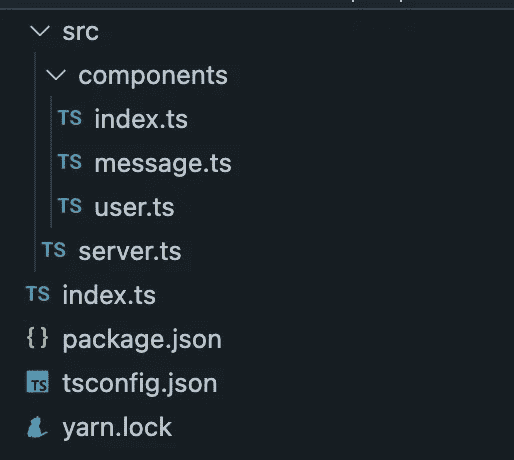 src
components
TS index.ts
TS message.ts
TS user.ts
TS server.ts
TS index.ts
{} package.json
TS tsconfig.json
yarn.lock